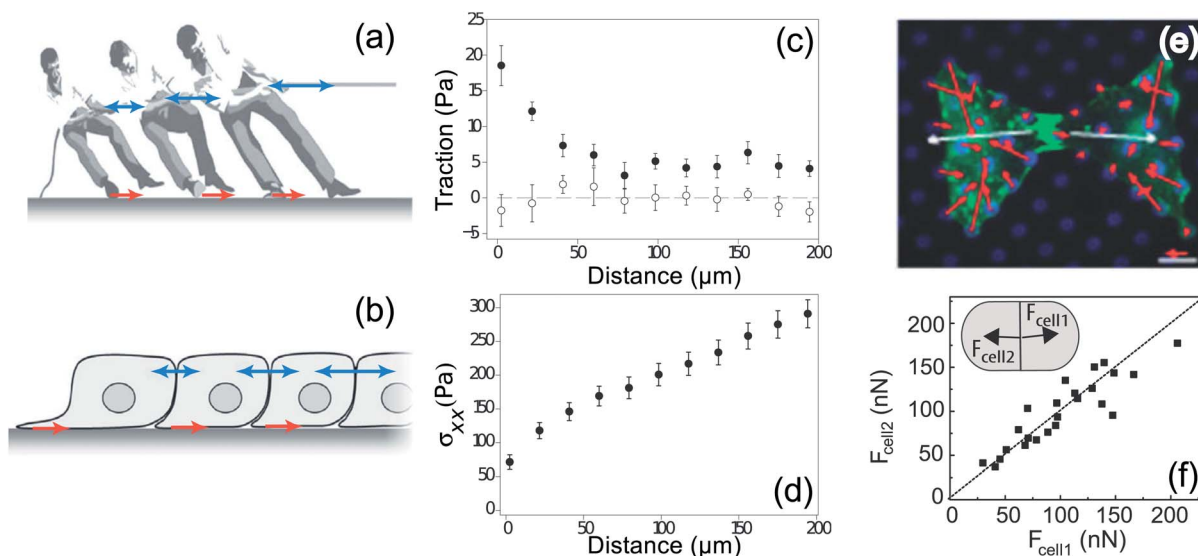 (a)
(b)
(c)
25
20
15
10
5
0
−5
Traction (Pa)
0
50
100
150
200
Distance (μm)
(d)
300
250
200
150
100
50
0
σxx(Pa)
0
50
100
150
200
Distance (μm)
(e)
(f)
Fcell1
Fcell2
200
150
100
50
0
Fcell2 (nN)
0
50
100
150
200
Fcell1 (nN)